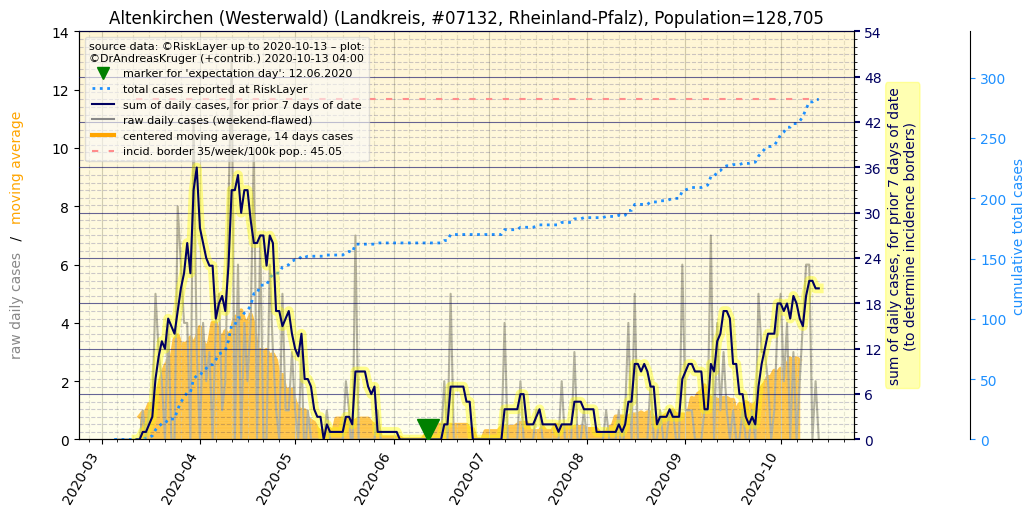 Altenkirchen (Westerwald) (Landkreis, #07132, Rheinland-Pfalz), Population=128,705
source data: ©RiskLayer up to 2020-10-13 – plot:
©DrAndreasKruger (+contrib.) 2020-10-13 04:00
marker for 'expectation day': 12.06.2020
total cases reported at RiskLayer
sum of daily cases, for prior 7 days of date
raw daily cases (weekend-flawed)
centered moving average, 14 days cases
incid. border 35/week/100k pop.: 45.05
raw daily cases / moving average
14
12
10
8
6
4
2
0
54
48
42
36
30
24
18
12
6
0
sum of daily cases, for prior 7 days of date
(to determine incidence borders)
300
250
200
150
100
50
0
cumulative total cases
2020-03
2020-04
2020-05
2020-06
2020-07
2020-08
2020-09
2020-10